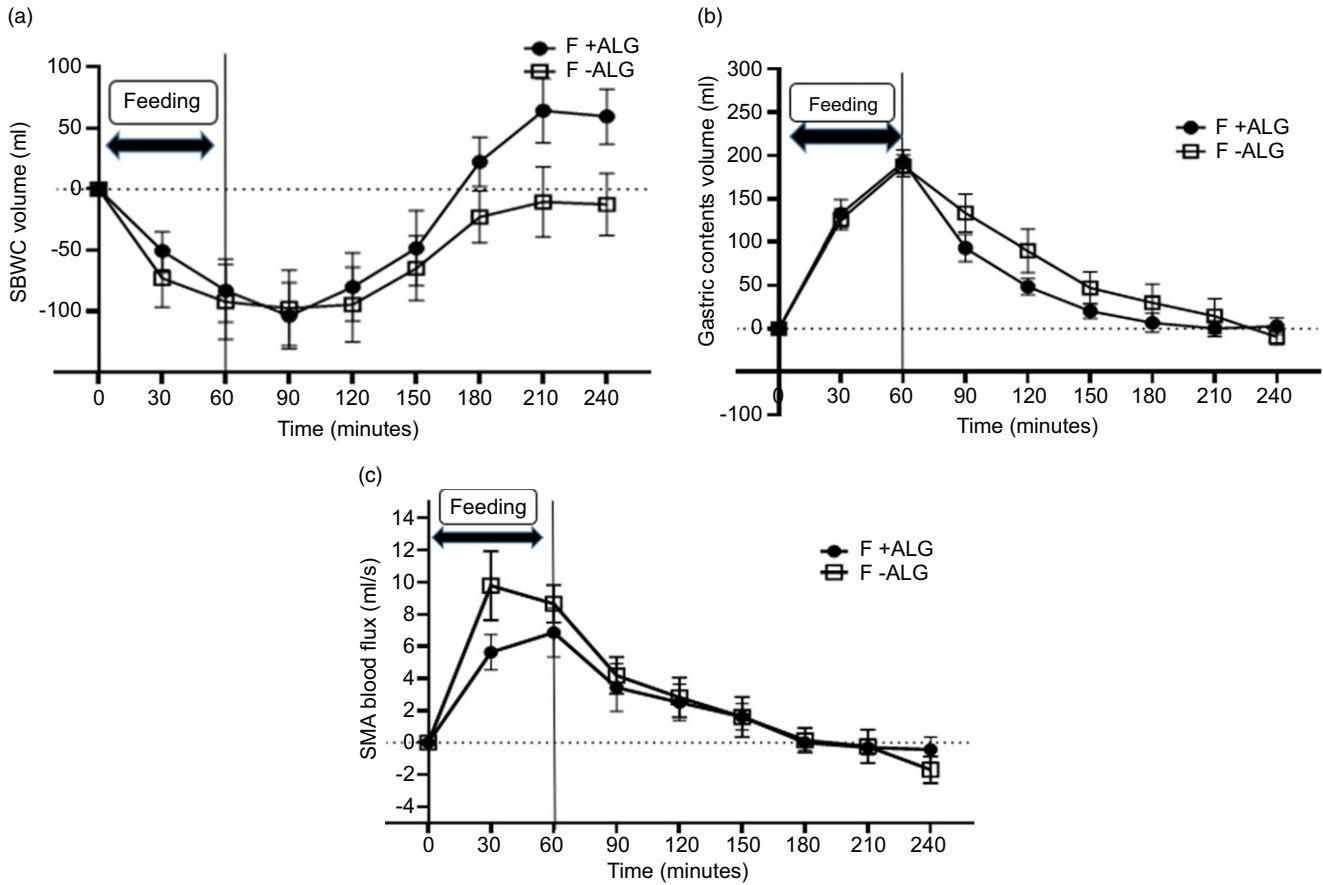 (a)
F +ALG
F -ALG
Feeding
SBWC volume (ml)
100
50
0
-50
-100
0 30 60 90 120 150 180 210 240
Time (minutes)
(b)
Feeding
F +ALG
F -ALG
Gastric contents volume (ml)
300
250
200
150
100
50
0
-100
0 30 60 90 120 150 180 210 240
Time (minutes)
(c)
Feeding
F +ALG
F -ALG
SMA blood flux (ml/s)
14
12
10
8
6
4
2
0
-2
-4
0 30 60 90 120 150 180 210 240
Time (minutes)